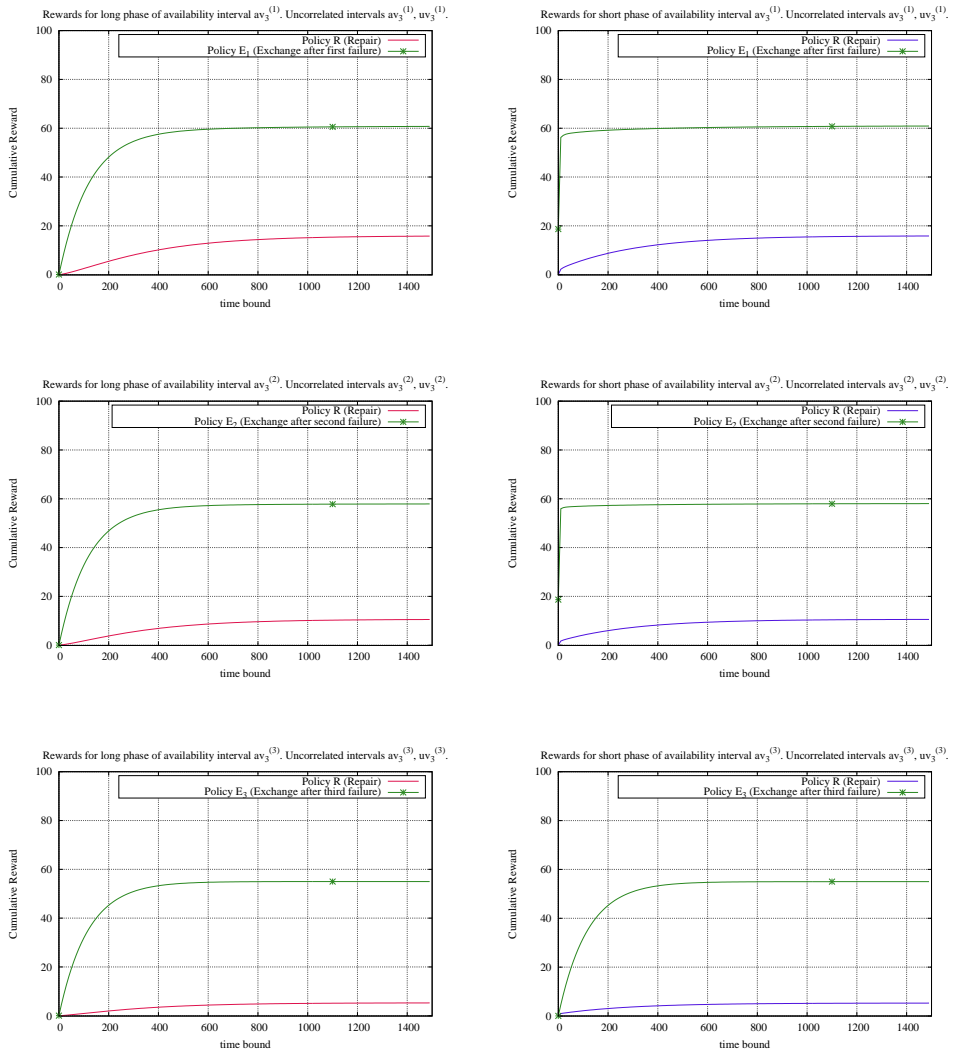 Rewards for long phase of availability interval av₃⁽¹⁾. Uncorrelated intervals av₃⁽¹⁾, uv₃⁽¹⁾.
Policy R (Repair)
Policy E₁ (Exchange after first failure)
Cumulative Reward
100
80
60
40
20
0
0 200 400 600 800 1000 1200 1400
time bound
Rewards for short phase of availability interval av₃⁽¹⁾. Uncorrelated intervals av₃⁽¹⁾, uv₃⁽¹⁾.
Policy R (Repair)
Policy E₁ (Exchange after first failure)
Cumulative Reward
100
80
60
40
20
0
0 200 400 600 800 1000 1200 1400
time bound
Rewards for long phase of availability interval av₃⁽²⁾. Uncorrelated intervals av₃⁽²⁾, uv₃⁽²⁾.
Policy R (Repair)
Policy E₂ (Exchange after second failure)
Cumulative Reward
100
80
60
40
20
0
0 200 400 600 800 1000 1200 1400
time bound
Rewards for short phase of availability interval av₃⁽²⁾. Uncorrelated intervals av₃⁽²⁾, uv₃⁽²⁾.
Policy R (Repair)
Policy E₂ (Exchange after second failure)
Cumulative Reward
100
80
60
40
20
0
0 200 400 600 800 1000 1200 1400
time bound
Rewards for long phase of availability interval av₃⁽³⁾. Uncorrelated intervals av₃⁽³⁾, uv₃⁽³⁾.
Policy R (Repair)
Policy E₃ (Exchange after third failure)
Cumulative Reward
100
80
60
40
20
0
0 200 400 600 800 1000 1200 1400
time bound
Rewards for short phase of availability interval av₃⁽³⁾. Uncorrelated intervals av₃⁽³⁾, uv₃⁽³⁾.
Policy R (Repair)
Policy E₃ (Exchange after third failure)
Cumulative Reward
100
80
60
40
20
0
0 200 400 600 800 1000 1200 1400
time bound